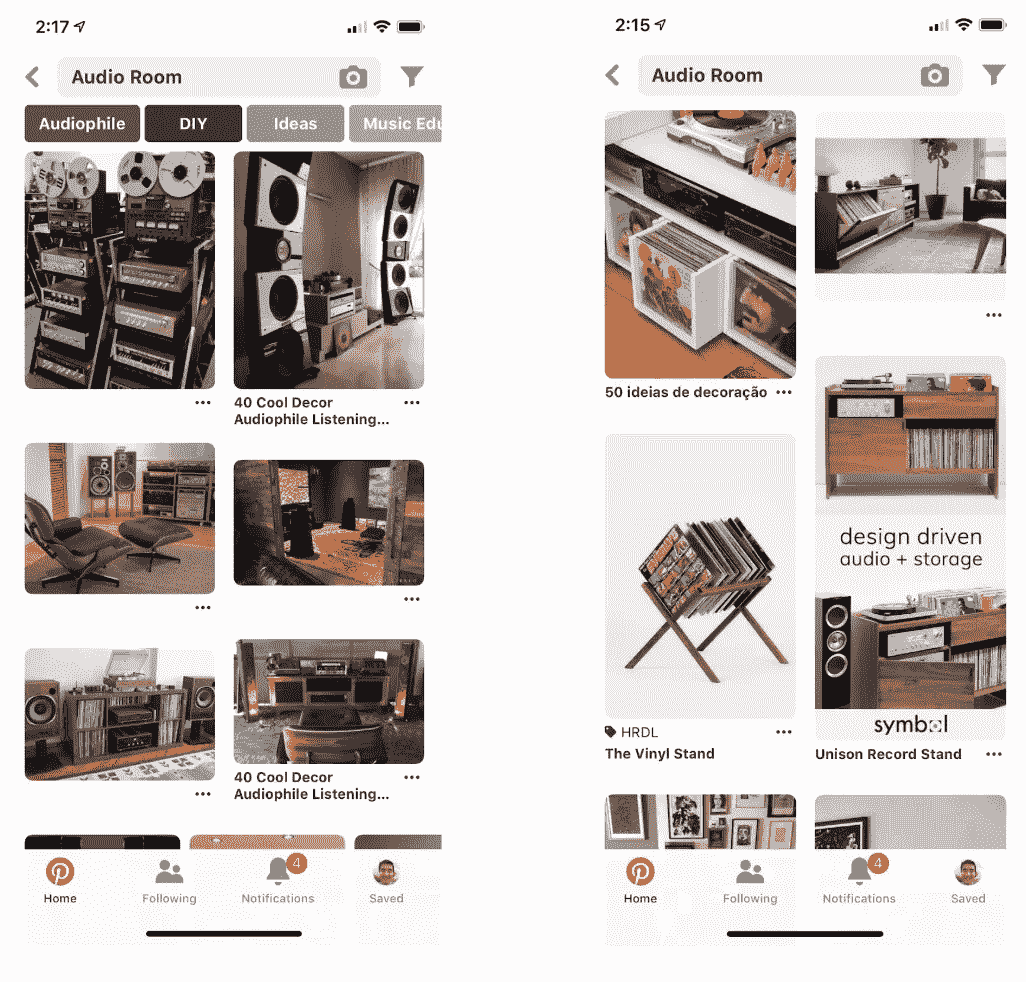 2:17
Audio Room
Audiophile
DIY
Ideas
Music Edu
40 Cool Decor
Audiophile Listening...
40 Cool Decor
Audiophile Listening...
Home
Following
4
Notifications
Saved
2:15
Audio Room
Numark
50 ideias de decoração
HRDL
The Vinyl Stand
design driven
audio + storage
symbol
Unison Record Stand
Home
Following
4
Notifications
Saved